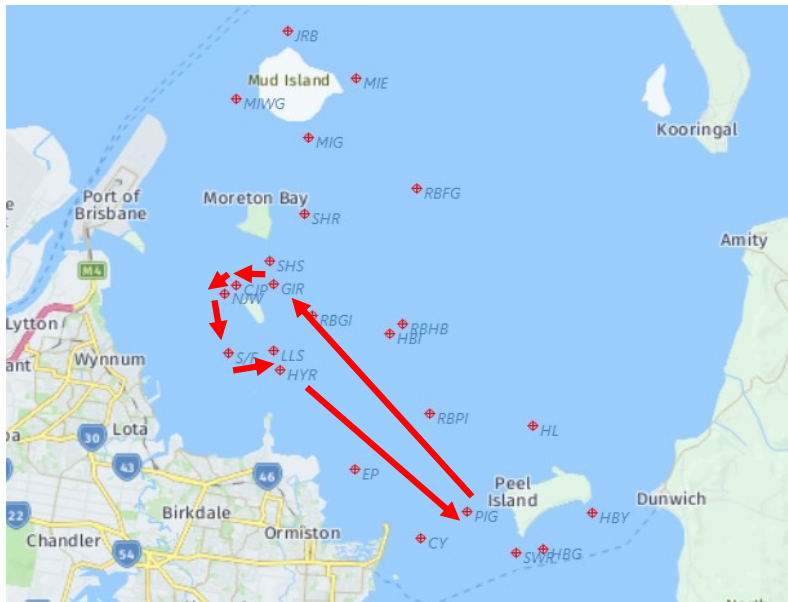 JRB
Mud Island
MIE
MIWG
Kooringal
MIG
Port of
Brisbane
Moreton Bay
RBFG
SHR
Amity
M4
SHS
CJP
GIR
NJW
RBGI
RBHB
HBI
Lytton
Wynnum
S/F
LLS
HYR
RBPI
HL
30
Lota
43
46
EP
Peel
Island
Dunwich
22
Birkdale
PIG
HBY
Ormiston
Chandler
CY
54
SWR
HBG